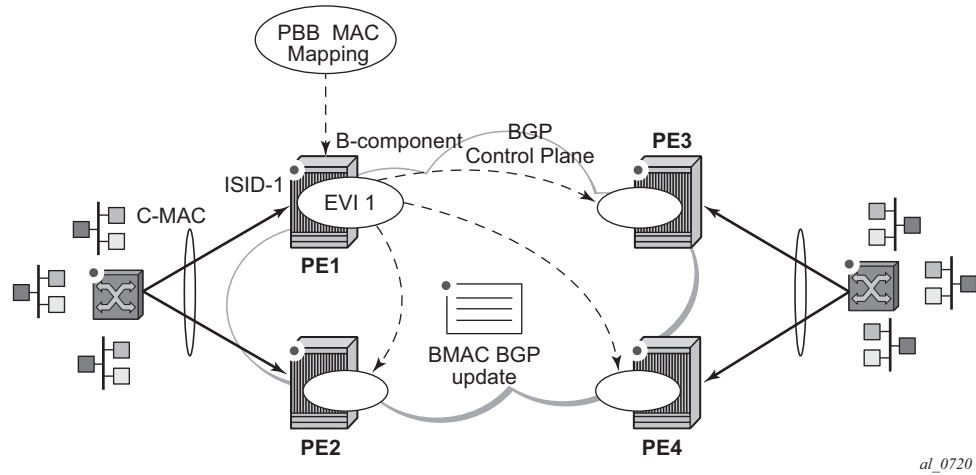 PBB MAC
Mapping
B-component
BGP
Control Plane
PE3
ISID-1
EVI 1
C-MAC
PE1
BMAC BGP
update
PE2
PE4
al_0720